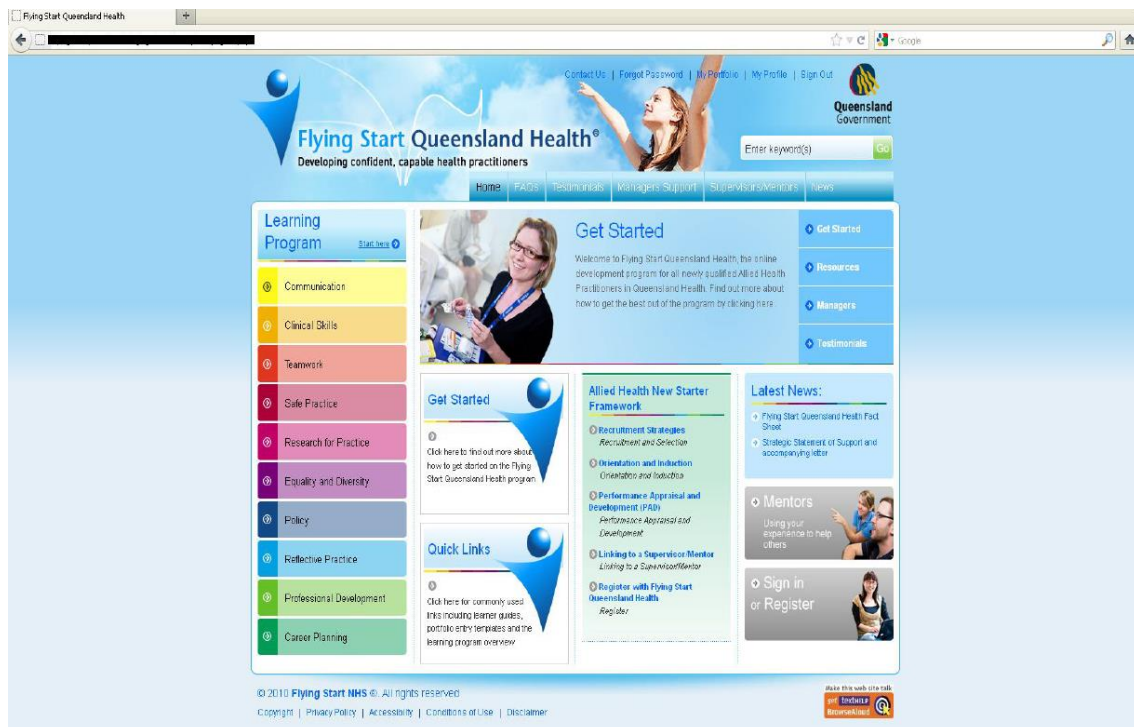 Flying Start Queensland Health
Google
Contact Us | Forgot Password | My Portfolio | My Profile | Sign Out
Queensland
Government
Flying Start Queensland Health®
Developing confident, capable health practitioners
Enter keyword(s)
Go
Home
FAQs
Testimonials
Managers Support
Supervisors/Mentors
News
Learning
Program
Start here
Communication
Clinical Skills
Teamwork
Safe Practice
Research for Practice
Equality and Diversity
Policy
Reflective Practice
Professional Development
Career Planning
Get Started
Welcome to Flying Start Queensland Health, the online
development program for all newly qualified Allied Health
Practitioners in Queensland Health. Find out more about
how to get the best out of the program by clicking here.
Get Started
Resources
Managers
Testimonials
Get Started
Click here to find out more about
how to get started on the Flying
Start Queensland Health program
Quick Links
Click here for commonly used
links including learner guides,
portfolio entry templates and the
learning program overview
Allied Health New Starter
Framework
Recruitment Strategies
Recruitment and Selection
Orientation and Induction
Orientation and Induction
Performance Appraisal and
Development (PAD)
Performance Appraisal and
Development
Linking to a Supervisor/Mentor
Linking to a Supervisor/Mentor
Register with Flying Start
Queensland Health
Register
Latest News:
Flying Start Queensland Health Fact
Sheet
Strategic Statement of Support and
accompanying letter
Mentors
Using your
experience to help
others
Sign in
or Register
© 2010 Flying Start NHS ®. All rights reserved
Copyright | Privacy Policy | Accessibility | Conditions of Use | Disclaimer
Make this web site talk
get texthelp
BrowseAloud